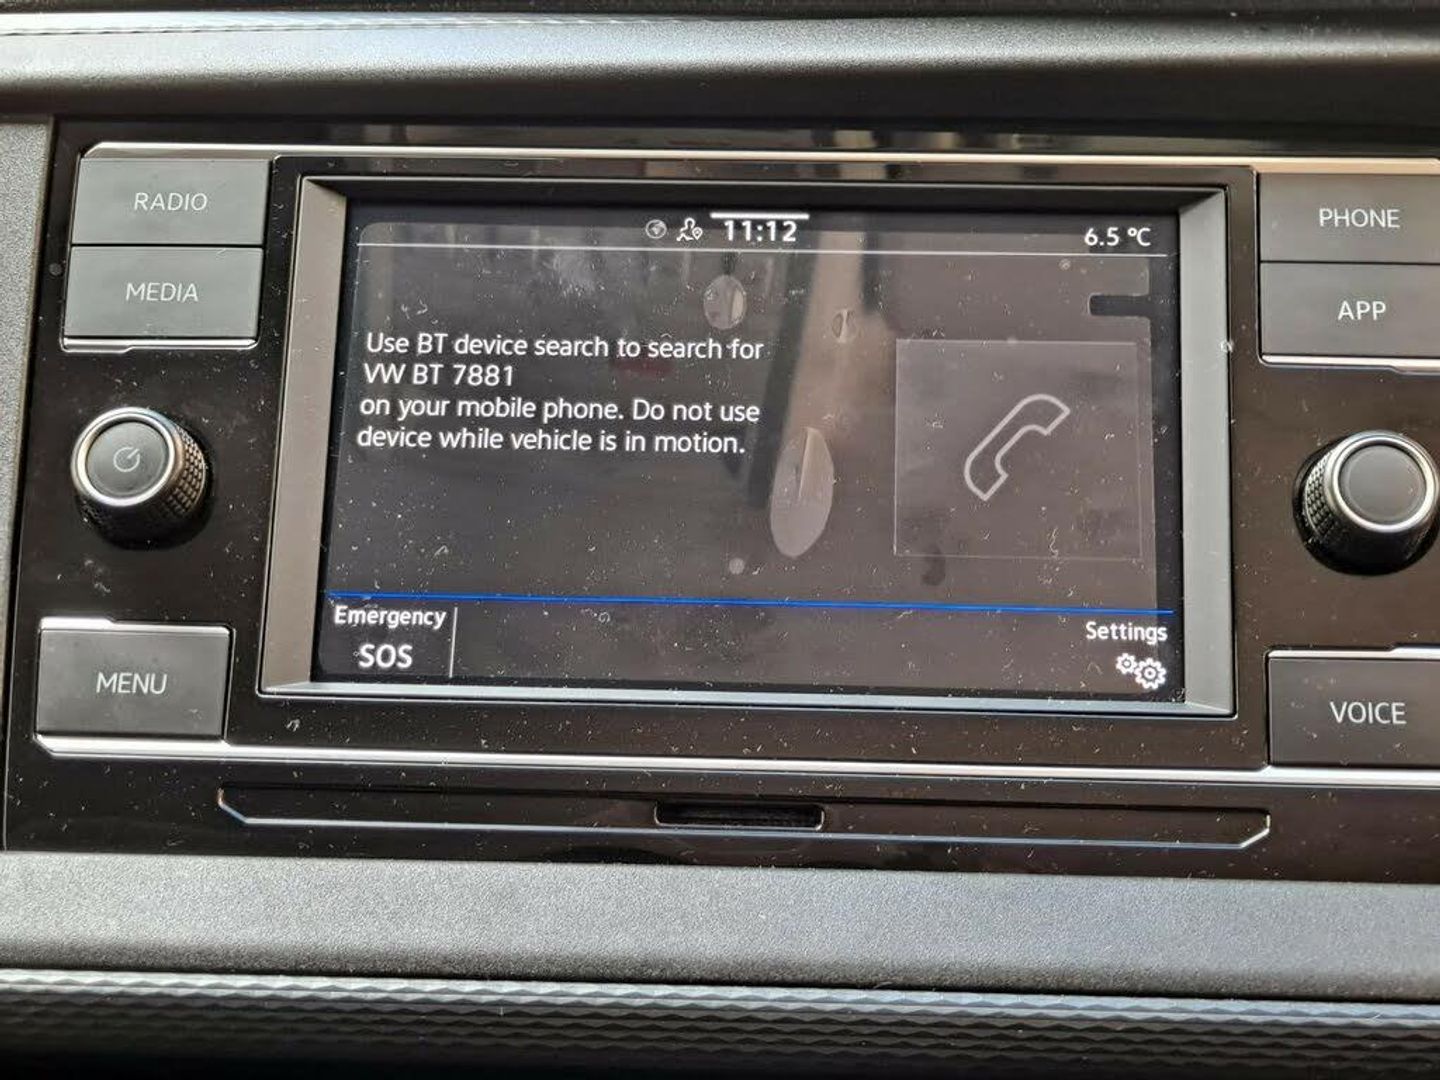 RADIO
MEDIA
MENU
11:12
6.5 °C
Use BT device search to search for
VW BT 7881
on your mobile phone. Do not use
device while vehicle is in motion.
Emergency
SOS
Settings
PHONE
APP
VOICE